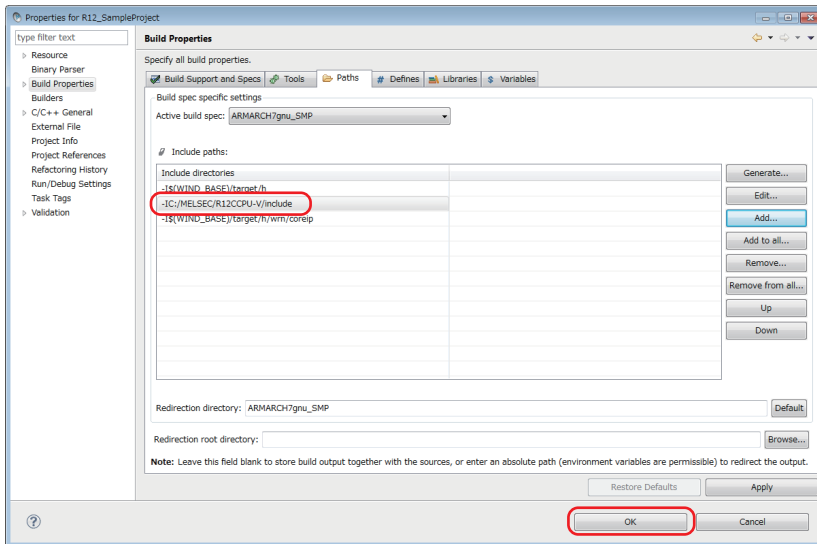 Properties for R12_SampleProject
type filter text
Resource
Binary Parser
Build Properties
Builders
C/C++ General
External File
Project Info
Project References
Refactoring History
Run/Debug Settings
Task Tags
Validation
Build Properties
Specify all build properties.
Build Support and Specs Tools Paths # Defines Libraries $ Variables
Build spec specific settings
Active build spec: ARMARCH7gnu_SMP
Include paths:
Include directories
-I$(WIND_BASE)/target/h
-IC:/MELSEC/R12CCPU-V/include
-I$(WIND_BASE)/target/h/wrn/coreip
Generate...
Edit...
Add...
Add to all...
Remove...
Remove from all...
Up
Down
Redirection directory: ARMARCH7gnu_SMP Default
Redirection root directory: Browse...
Note: Leave this field blank to store build output together with the sources, or enter an absolute path (environment variables are permissible) to redirect the output.
Restore Defaults Apply
? OK Cancel